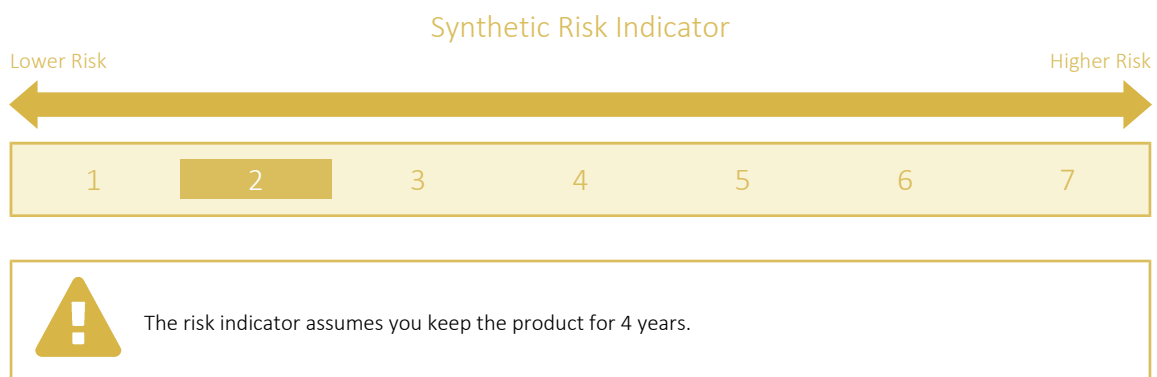 Synthetic Risk Indicator
Lower Risk Higher Risk
1 2 3 4 5 6 7
The risk indicator assumes you keep the product for 4 years.